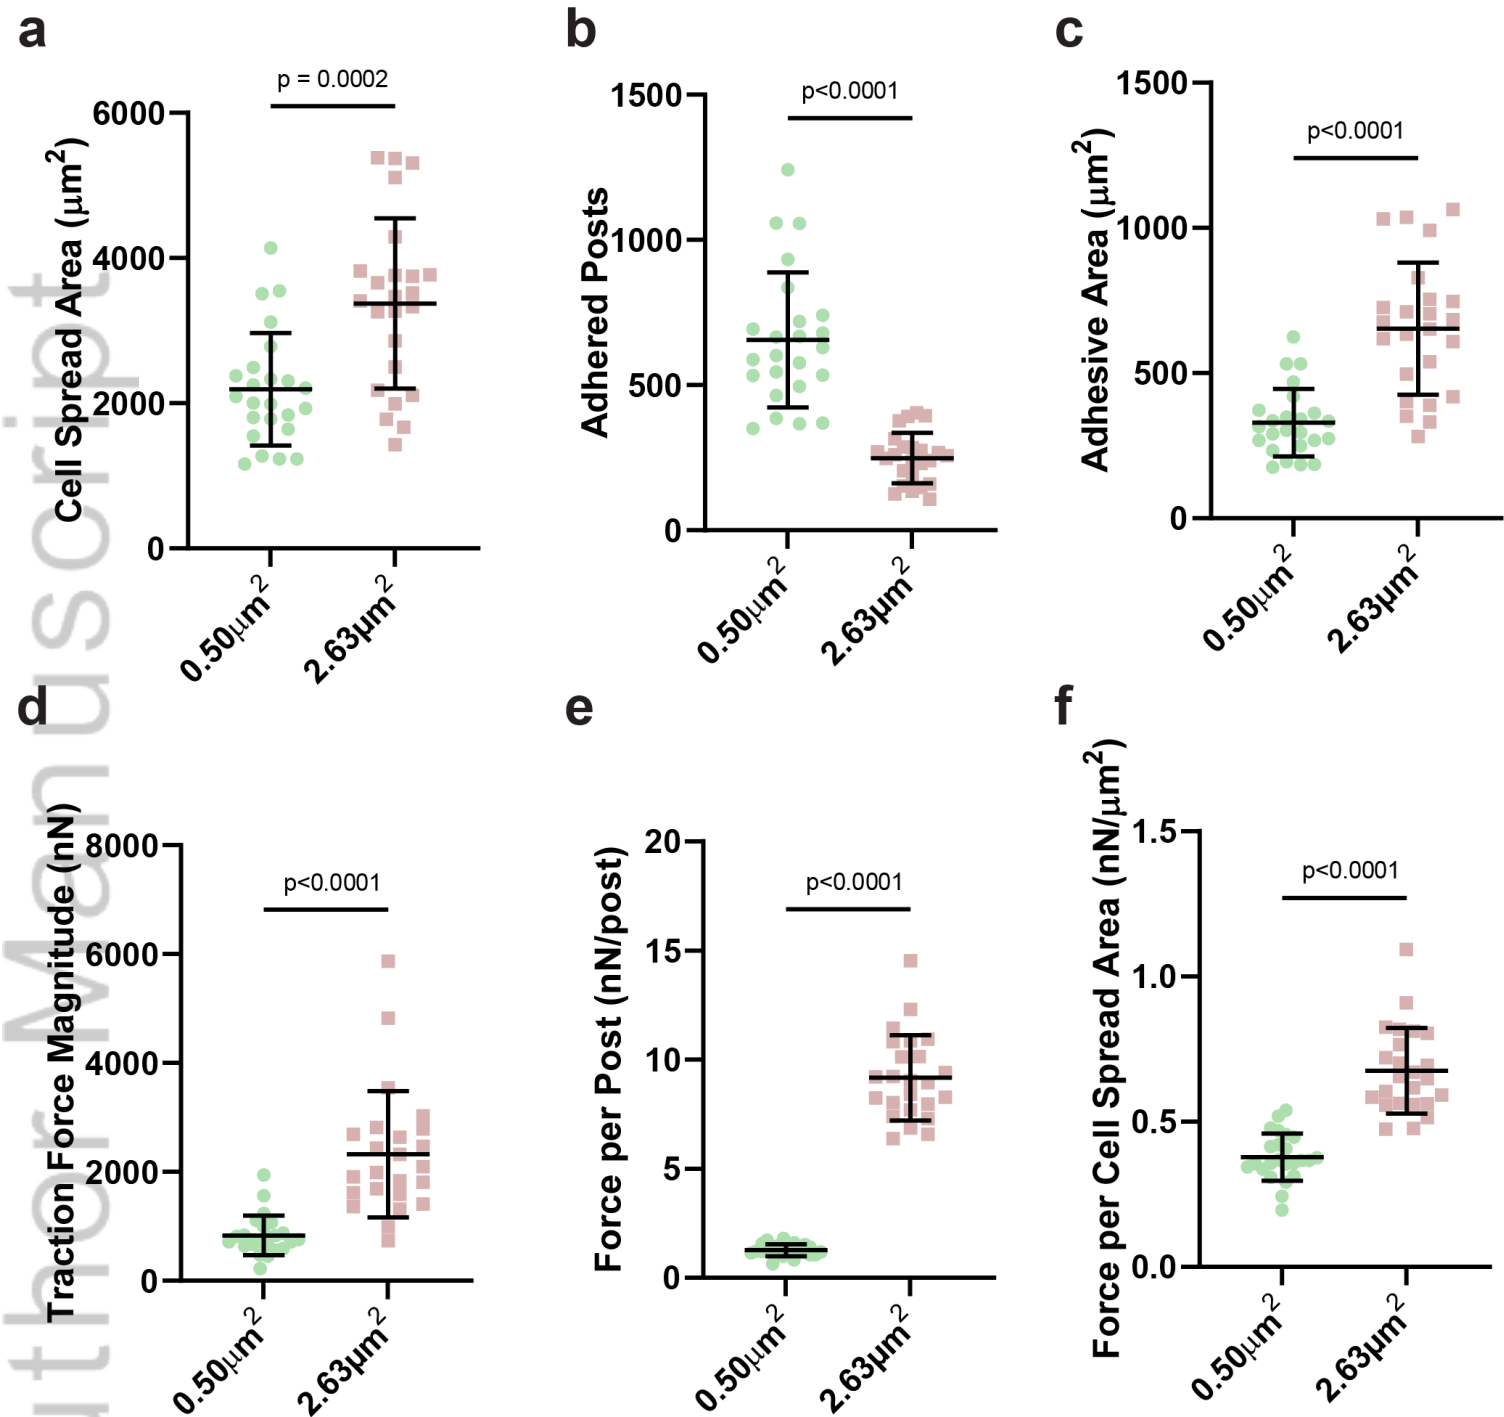 a
p = 0.0002
Cell Spread Area (μm²)
6000
4000
2000
0
0.50μm²
2.63μm²
b
p<0.0001
Adhered Posts
1500
1000
500
0
0.50μm²
2.63μm²
c
p<0.0001
Adhesive Area (μm²)
1500
1000
500
0
0.50μm²
2.63μm²
d
p<0.0001
Traction Force Magnitude (nN)
8000
6000
4000
2000
0
0.50μm²
2.63μm²
e
p<0.0001
Force per Post (nN/post)
20
15
10
5
0
0.50μm²
2.63μm²
f
p<0.0001
Force per Cell Spread Area (nN/μm²)
1.5
1.0
0.5
0.0
0.50μm²
2.63μm²
uthor Manuscript